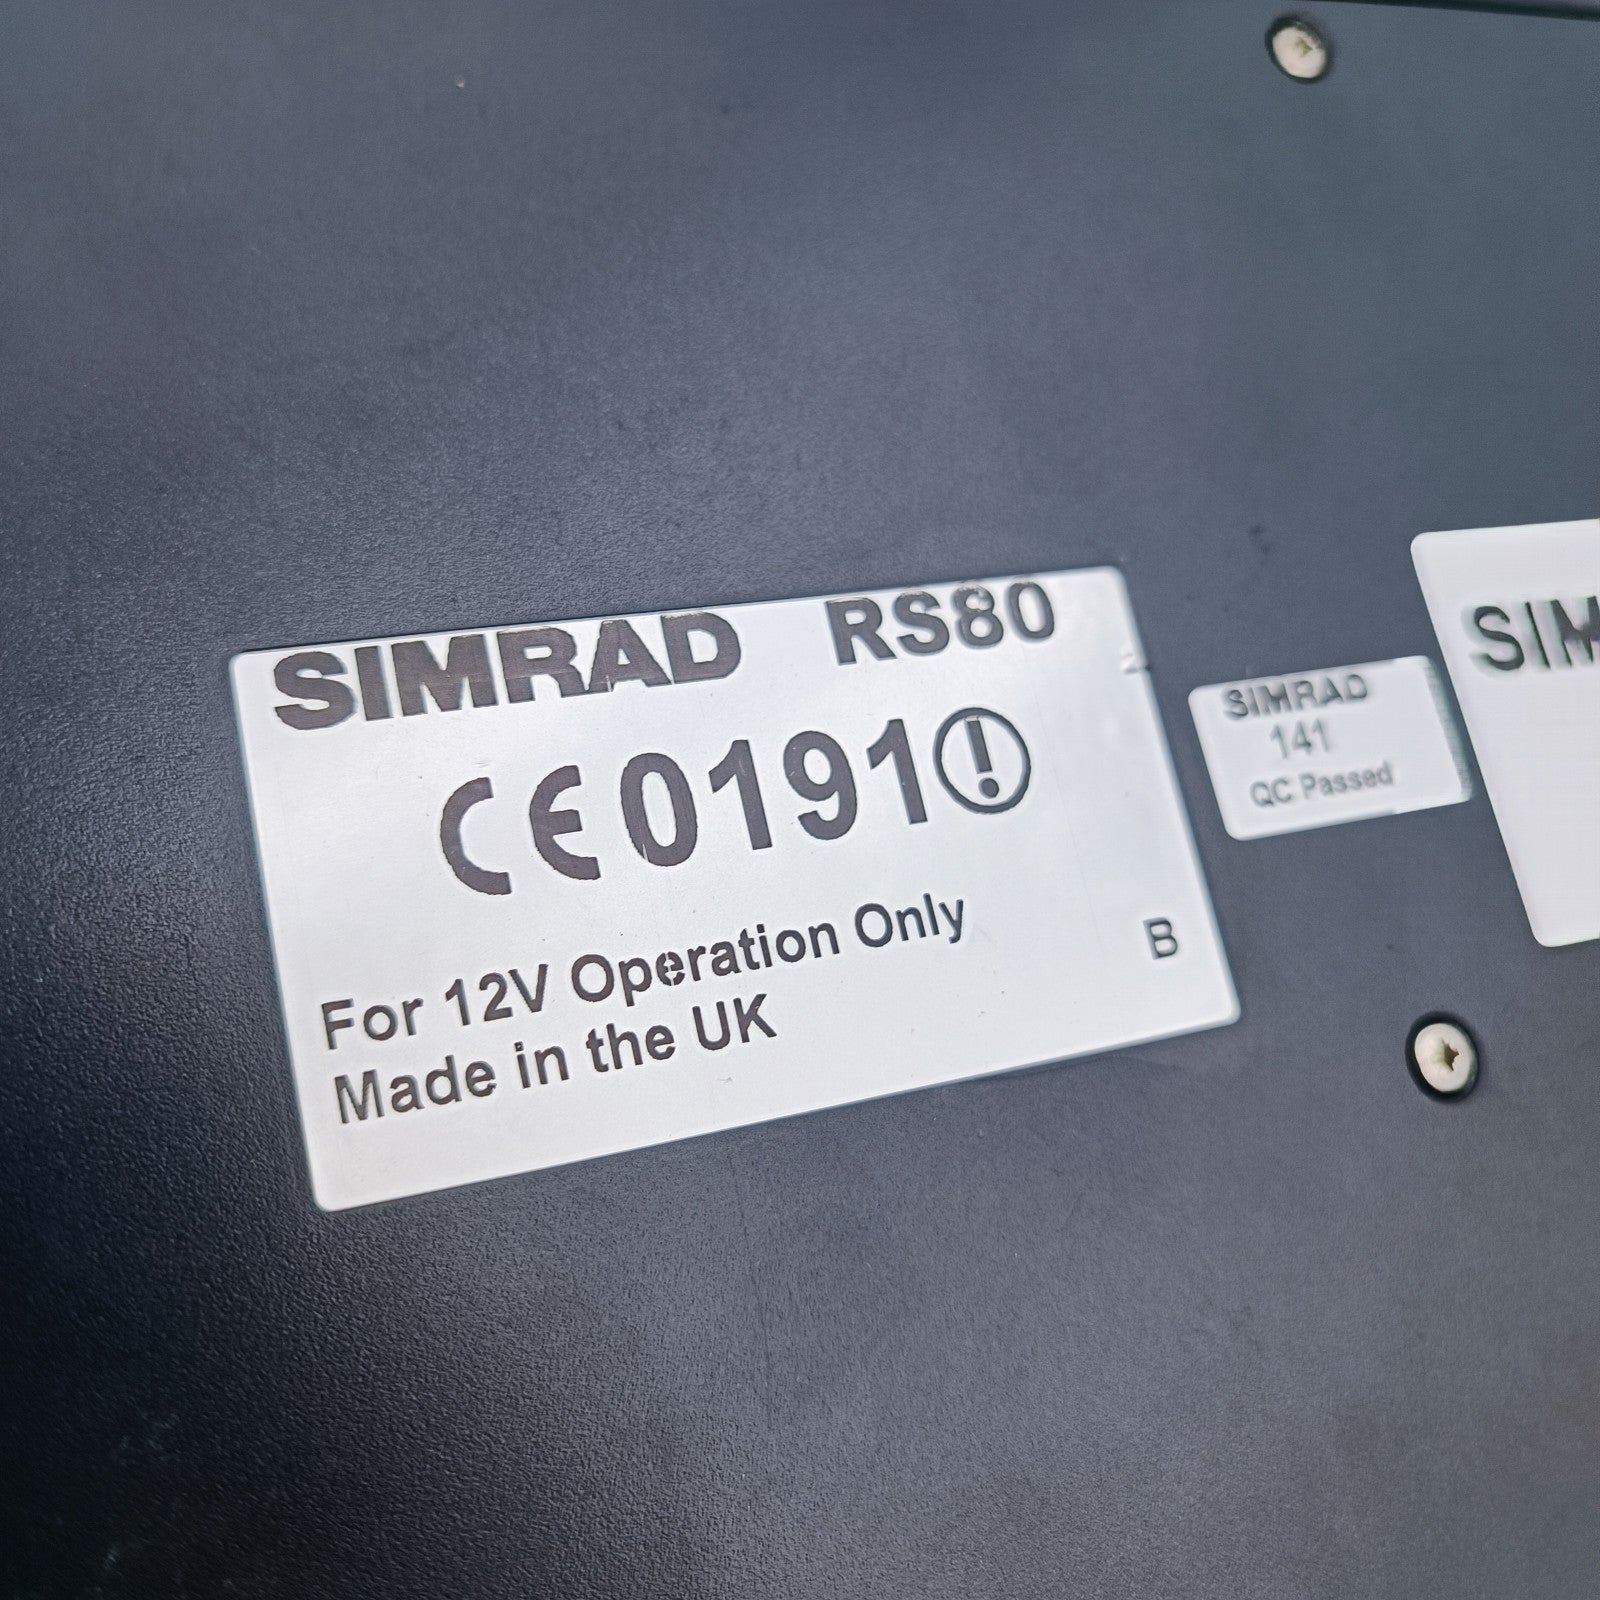 SIMRAD RS80
CE0191
For 12V Operation Only
Made in the UK
B
SIMRAD
141
QC Passed
SIM